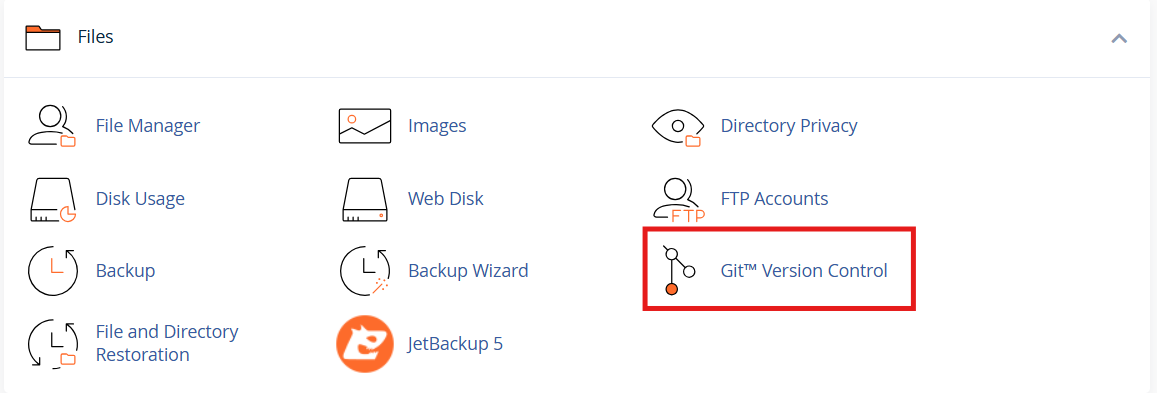 Files
File Manager
Images
Directory Privacy
Disk Usage
Web Disk
FTP
FTP Accounts
Backup
Backup Wizard
Git™ Version Control
File and Directory
Restoration
JetBackup 5